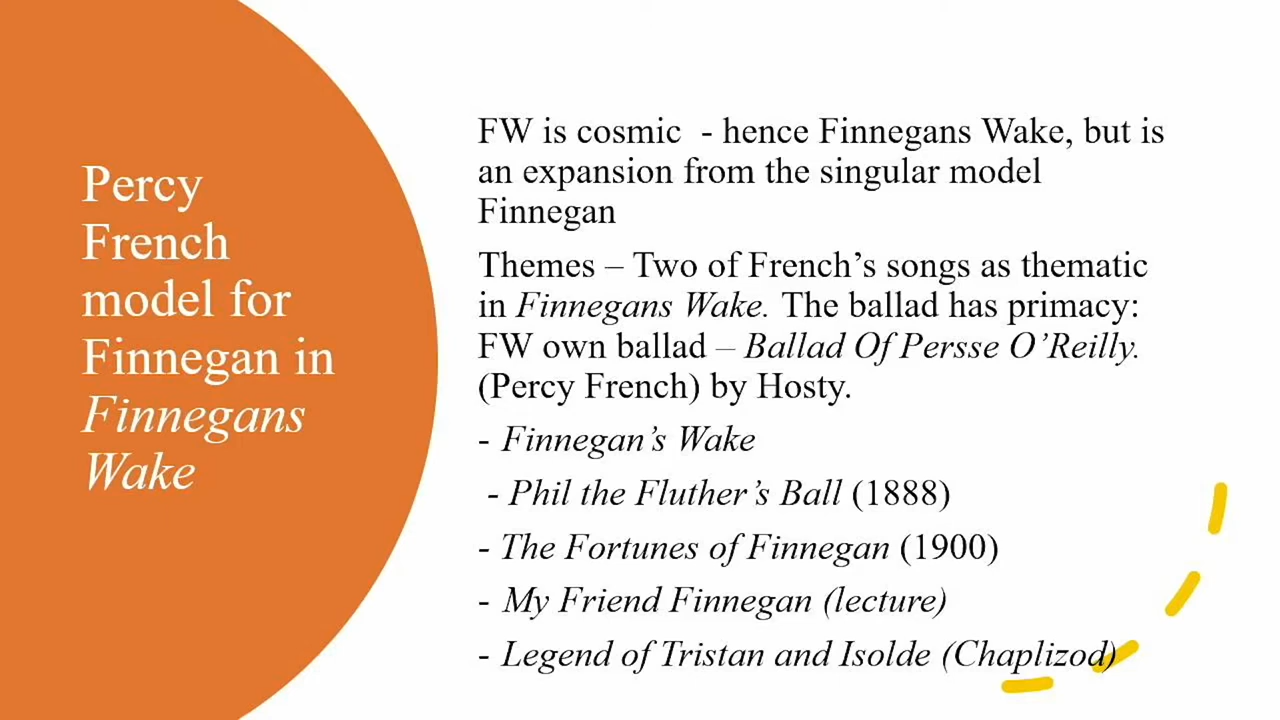 Percy
French
model for
Finnegan in
Finnegans
Wake
FW is cosmic  - hence Finnegans Wake, but is
an expansion from the singular model
Finnegan
Themes – Two of French’s songs as thematic
in Finnegans Wake. The ballad has primacy:
FW own ballad – Ballad Of Persse O’Reilly.
(Percy French) by Hosty.
- Finnegan’s Wake
- Phil the Fluther’s Ball (1888)
- The Fortunes of Finnegan (1900)
- My Friend Finnegan (lecture)
- Legend of Tristan and Isolde (Chaplizod)